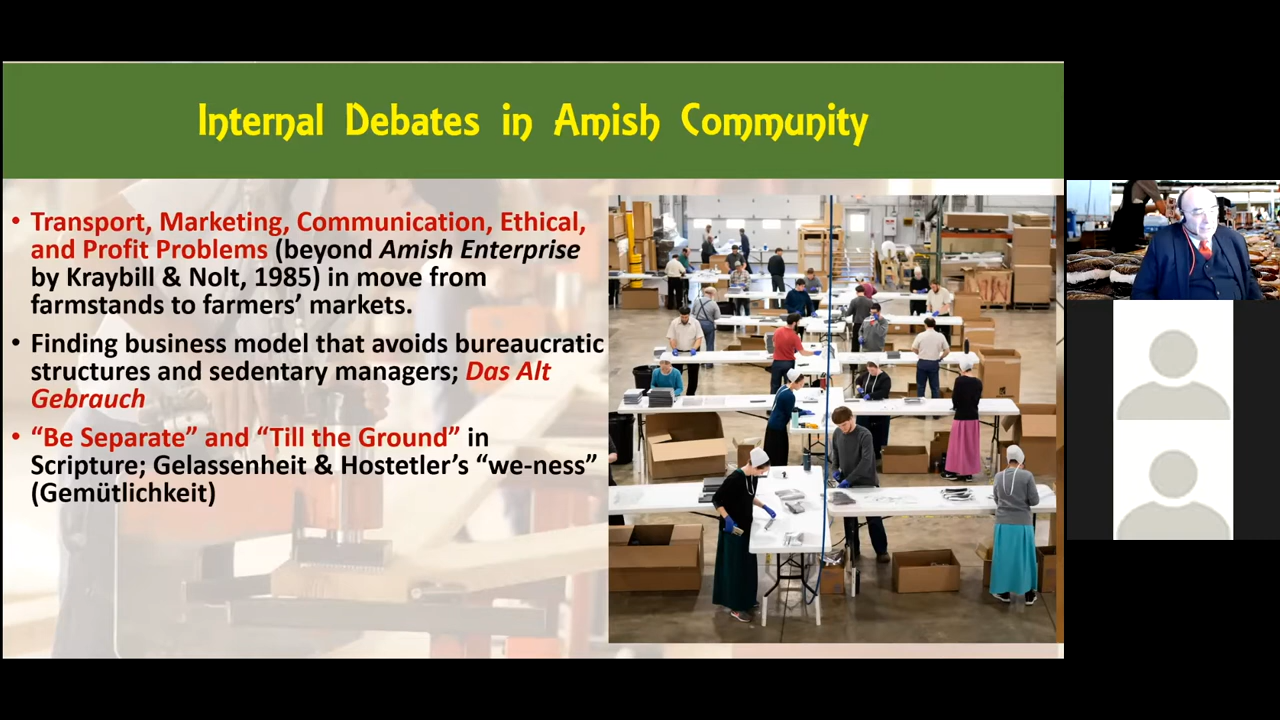 Internal Debates in Amish Community
• Transport, Marketing, Communication, Ethical,
and Profit Problems (beyond Amish Enterprise
by Kraybill & Nolt, 1985) in move from
farmstands to farmers’ markets.
• Finding business model that avoids bureaucratic
structures and sedentary managers; Das Alt
Gebrauch
• “Be Separate” and “Till the Ground” in
Scripture; Gelassenheit & Hostetler’s “we-ness”
(Gemütlichkeit)